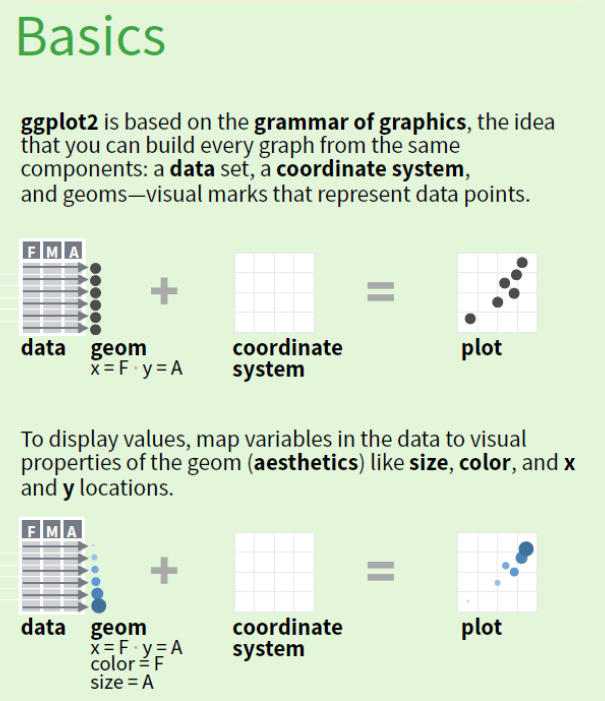 Basics
ggplot2 is based on the grammar of graphics, the idea
that you can build every graph from the same
components: a data set, a coordinate system,
and geoms—visual marks that represent data points.
F M A
data geom
x = F · y = A
coordinate
system
plot
To display values, map variables in the data to visual
properties of the geom (aesthetics) like size, color, and x
and y locations.
F M A
data geom
x = F · y = A
color = F
size = A
coordinate
system
plot